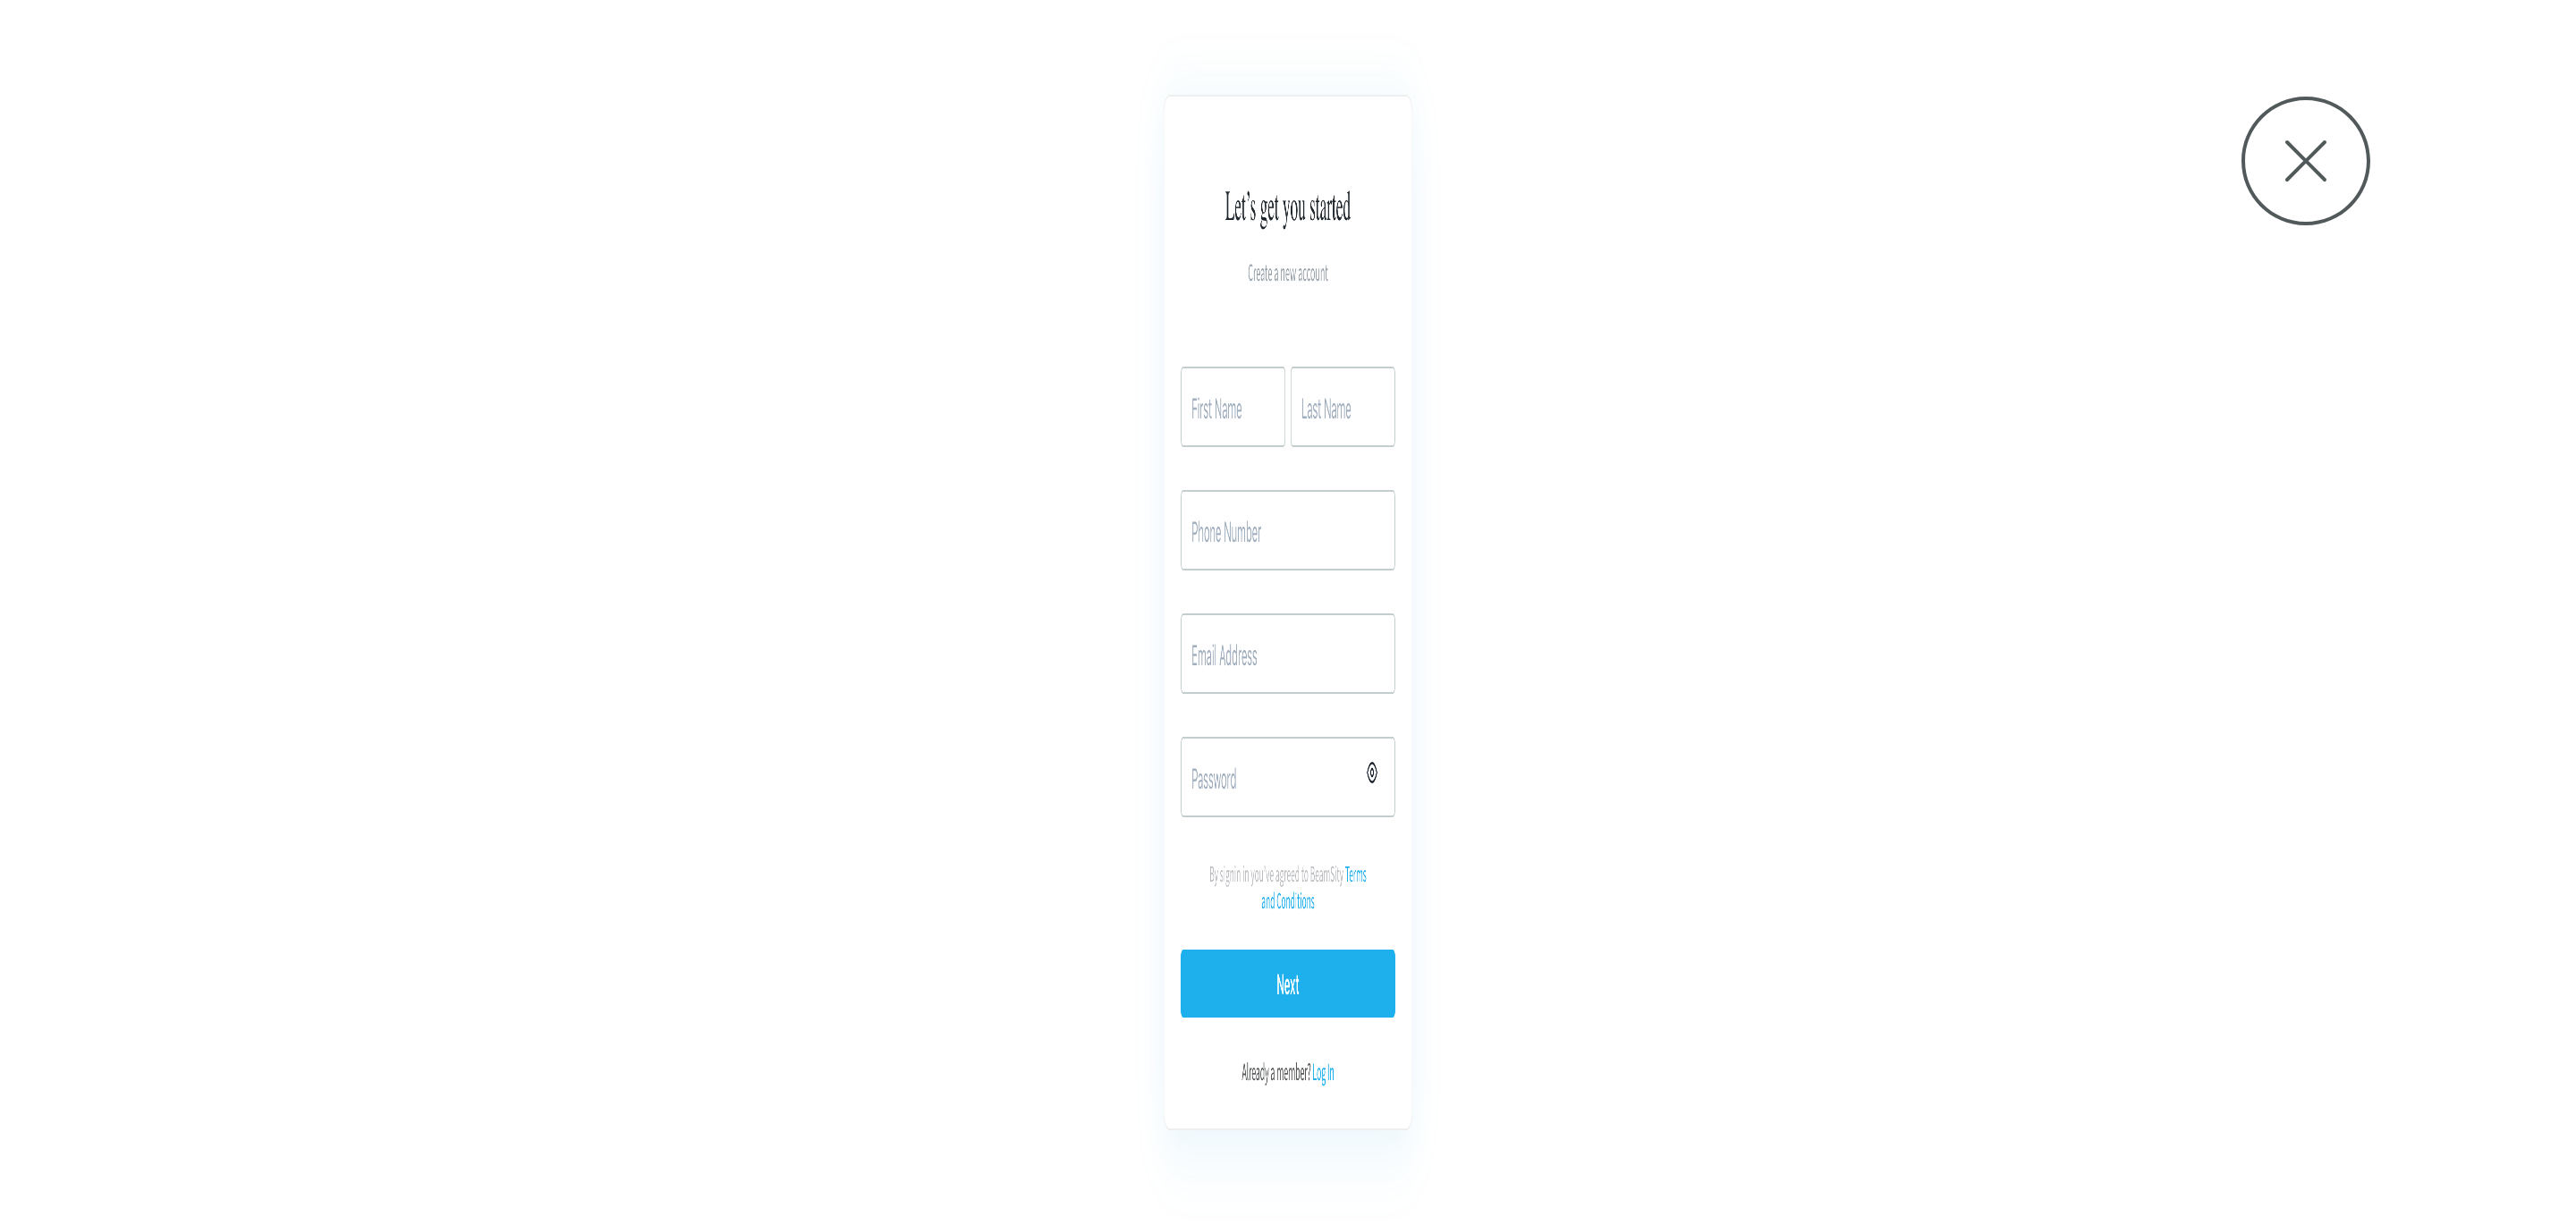 Let's get you started
Create a new account
First Name
Last Name
Phone Number
Email Address
Password
By signin in you've agreed to BeamSity Terms
and Conditions
Next
Already a member? Log In